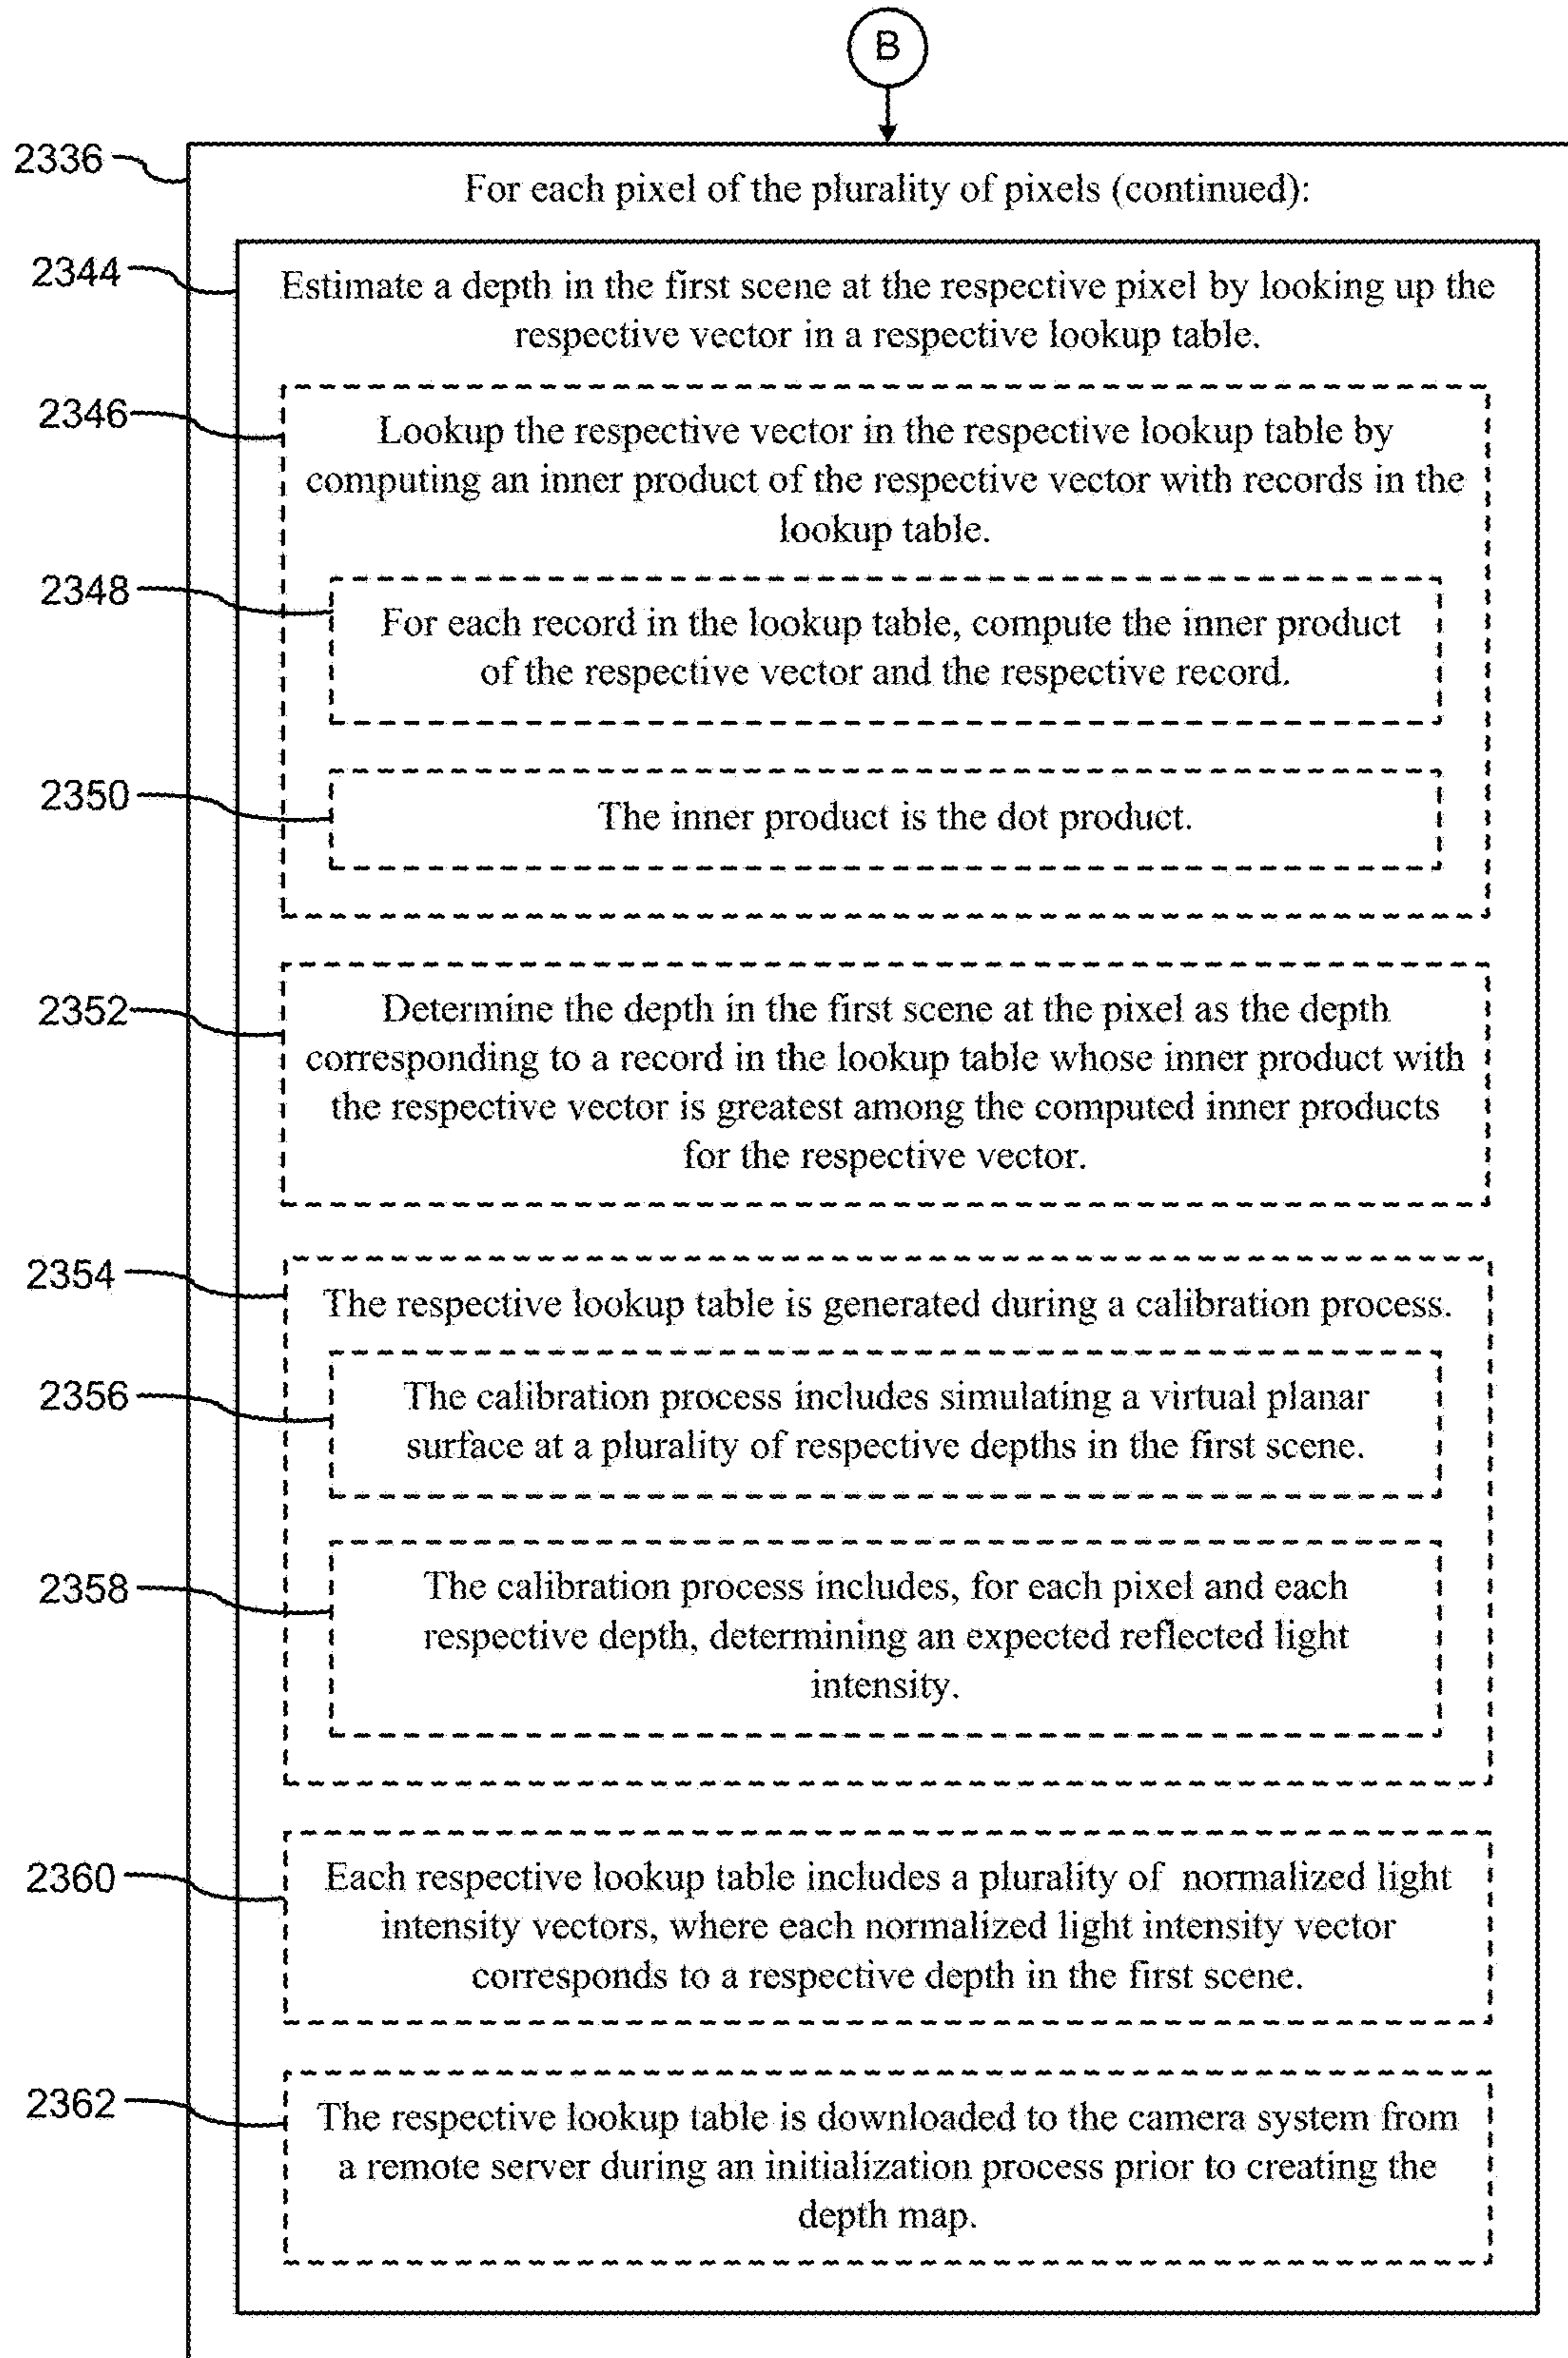 B
2336
For each pixel of the plurality of pixels (continued):
2344
Estimate a depth in the first scene at the respective pixel by looking up the
respective vector in a respective lookup table.
2346
Lookup the respective vector in the respective lookup table by
computing an inner product of the respective vector with records in the
lookup table.
2348
For each record in the lookup table, compute the inner product
of the respective vector and the respective record.
2350
The inner product is the dot product.
2352
Determine the depth in the first scene at the pixel as the depth
corresponding to a record in the lookup table whose inner product with
the respective vector is greatest among the computed inner products
for the respective vector.
2354
The respective lookup table is generated during a calibration process.
2356
The calibration process includes simulating a virtual planar
surface at a plurality of respective depths in the first scene.
2358
The calibration process includes, for each pixel and each
respective depth, determining an expected reflected light
intensity.
2360
Each respective lookup table includes a plurality of normalized light
intensity vectors, where each normalized light intensity vector
corresponds to a respective depth in the first scene.
2362
The respective lookup table is downloaded to the camera system from
a remote server during an initialization process prior to creating the
depth map.